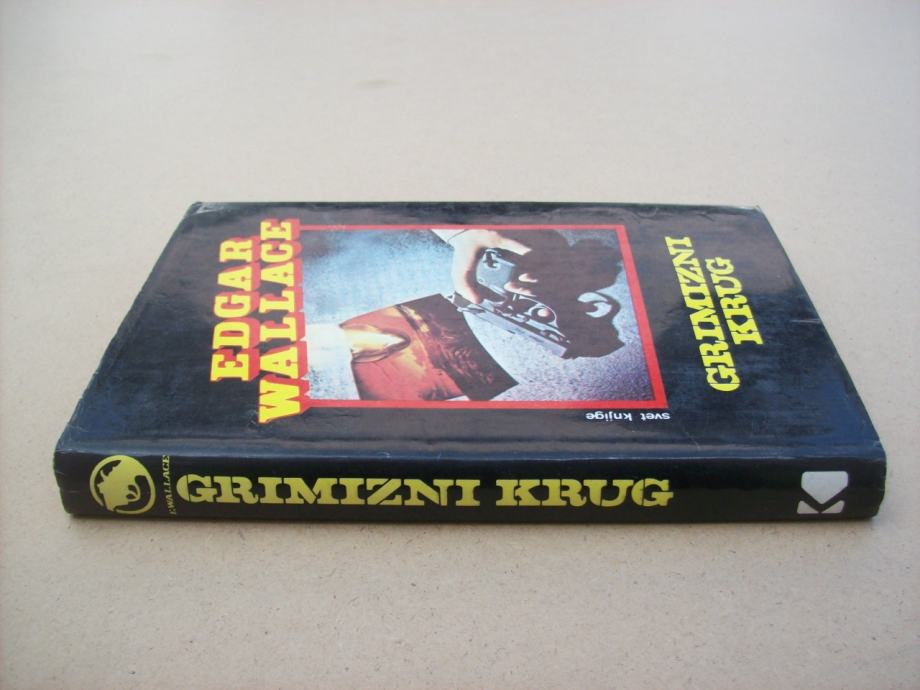 EDGAR
WALLACE
svet knjige
GRIMIZNI
KRUG
E.WALLACE
GRIMIZNI KRUG